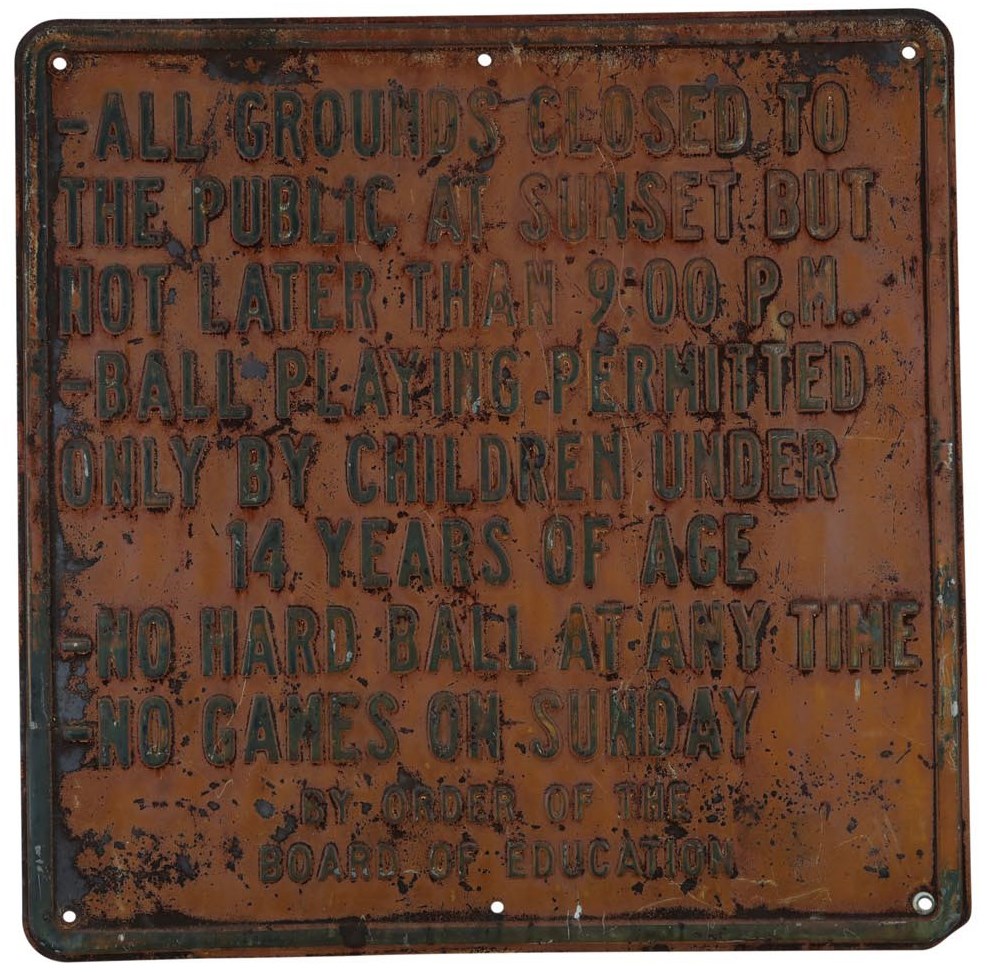 -ALL GROUNDS CLOSED TO
THE PUBLIC AT SUNSET BUT
NOT LATER THAN 9:00 P.M.
-BALL PLAYING PERMITTED
ONLY BY CHILDREN UNDER
14 YEARS OF AGE
-NO HARD BALL AT ANY TIME
-NO GAMES ON SUNDAY
BY ORDER OF THE
BOARD OF EDUCATION